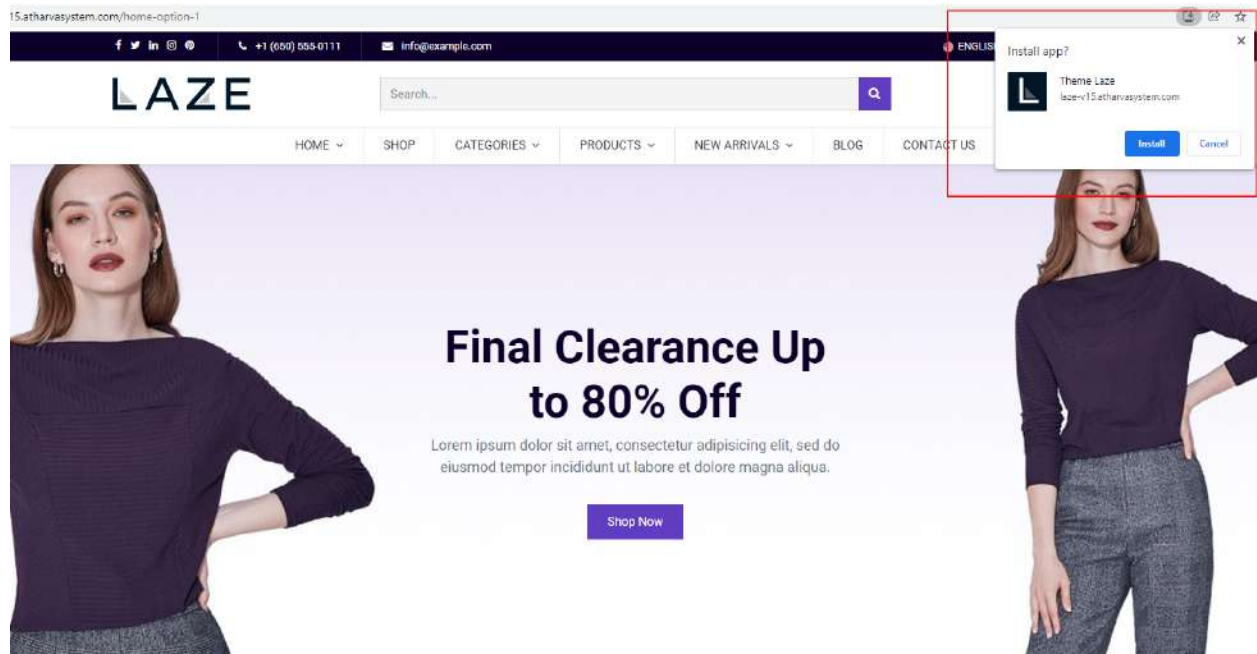 15.atharvasystem.com/home-option-1
+1 (650) 555-0111
info@example.com
ENGLISH
Install app?
Theme Laze
laze-v15.atharvasystem.com
Install
Cancel
LAZE
Search...
HOME
SHOP
CATEGORIES
PRODUCTS
NEW ARRIVALS
BLOG
CONTACT US
Final Clearance Up
to 80% Off
Lorem ipsum dolor sit amet, consectetur adipisicing elit, sed do
eiusmod tempor incididunt ut labore et dolore magna aliqua.
Shop Now